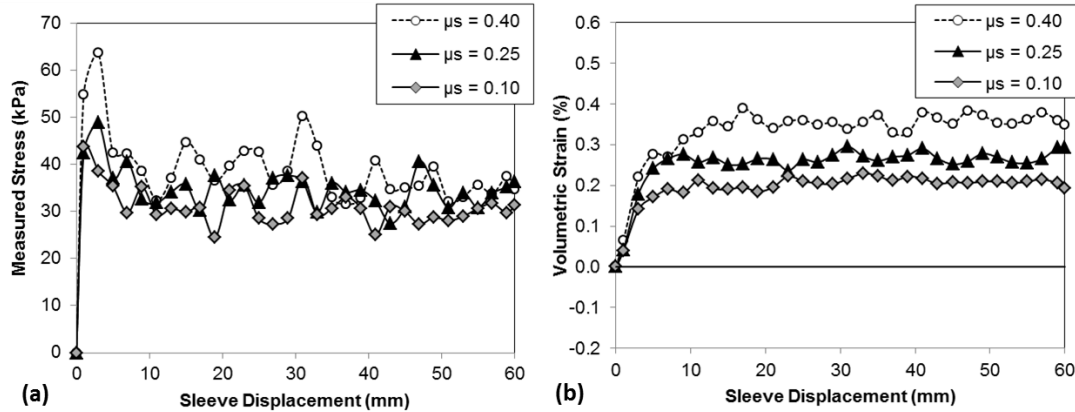 70
60
50
40
30
20
10
0
Measured Stress (kPa)
0 10 20 30 40 50 60
Sleeve Displacement (mm)
μs = 0.40
μs = 0.25
μs = 0.10
(a)
0.6
0.5
0.4
0.3
0.2
0.1
0.0
-0.1
-0.2
Volumetric Strain (%)
0 10 20 30 40 50 60
Sleeve Displacement (mm)
μs = 0.40
μs = 0.25
μs = 0.10
(b)